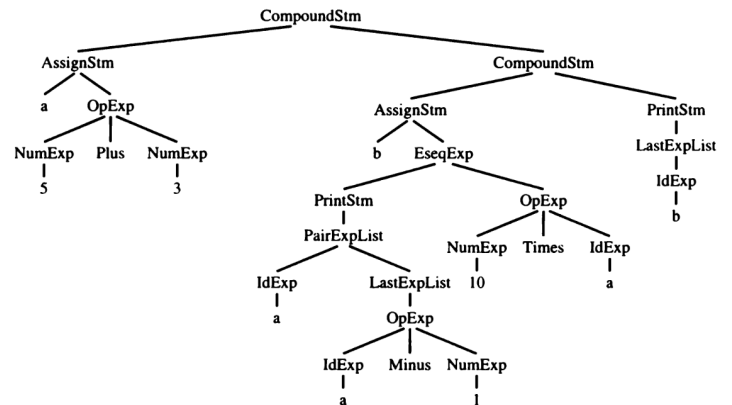 CompoundStm
AssignStm CompoundStm
a OpExp AssignStm PrintStm
NumExp Plus NumExp b EseqExp LastExpList
5 3 PrintStm OpExp IdExp
PairExpList NumExp Times IdExp b
IdExp LastExpList 10 a
a OpExp
IdExp Minus NumExp
a 1